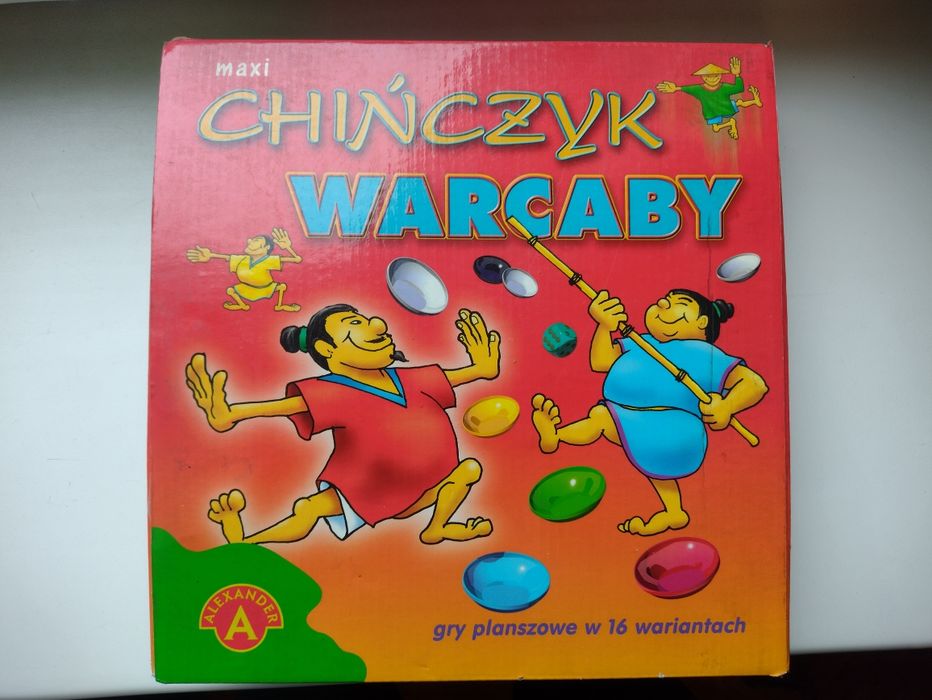 maxi
CHIŃCZYK
WARCABY
ALEXANDER
A
gry planszowe w 16 wariantach